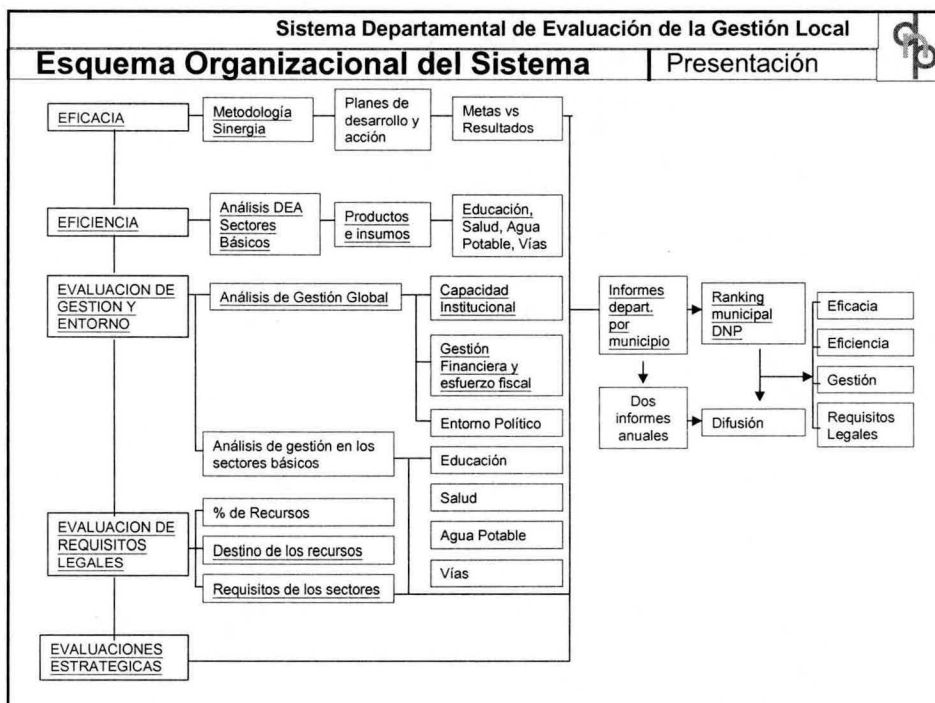 Sistema Departamental de Evaluación de la Gestión Local
dnp
Esquema Organizacional del Sistema
Presentación
EFICACIA
Metodología
Sinergia
Planes de
desarrollo y
acción
Metas vs
Resultados
EFICIENCIA
Análisis DEA
Sectores
Básicos
Productos
e insumos
Educación,
Salud, Agua
Potable, Vías
EVALUACION DE
GESTION Y
ENTORNO
Análisis de Gestión Global
Capacidad
Institucional
Gestión
Financiera y
esfuerzo fiscal
Entorno Político
Análisis de gestión en los
sectores básicos
Educación
Salud
Agua Potable
Vías
EVALUACION DE
REQUISITOS
LEGALES
% de Recursos
Destino de los recursos
Requisitos de los sectores
EVALUACIONES
ESTRATEGICAS
Informes
depart.
por
municipio
Ranking
municipal
DNP
Dos
informes
anuales
Difusión
Eficacia
Eficiencia
Gestión
Requisitos
Legales